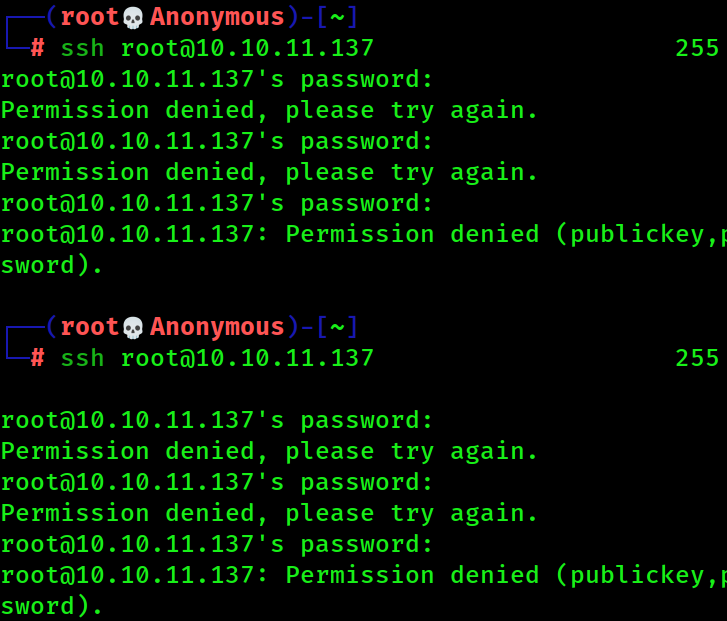 ┌──(root💀Anonymous)-[~]
└─# ssh root@10.10.11.137 255
root@10.10.11.137's password:
Permission denied, please try again.
root@10.10.11.137's password:
Permission denied, please try again.
root@10.10.11.137's password:
root@10.10.11.137: Permission denied (publickey,p
sword).
┌──(root💀Anonymous)-[~]
└─# ssh root@10.10.11.137 255
root@10.10.11.137's password:
Permission denied, please try again.
root@10.10.11.137's password:
Permission denied, please try again.
root@10.10.11.137's password:
root@10.10.11.137: Permission denied (publickey,p
sword).